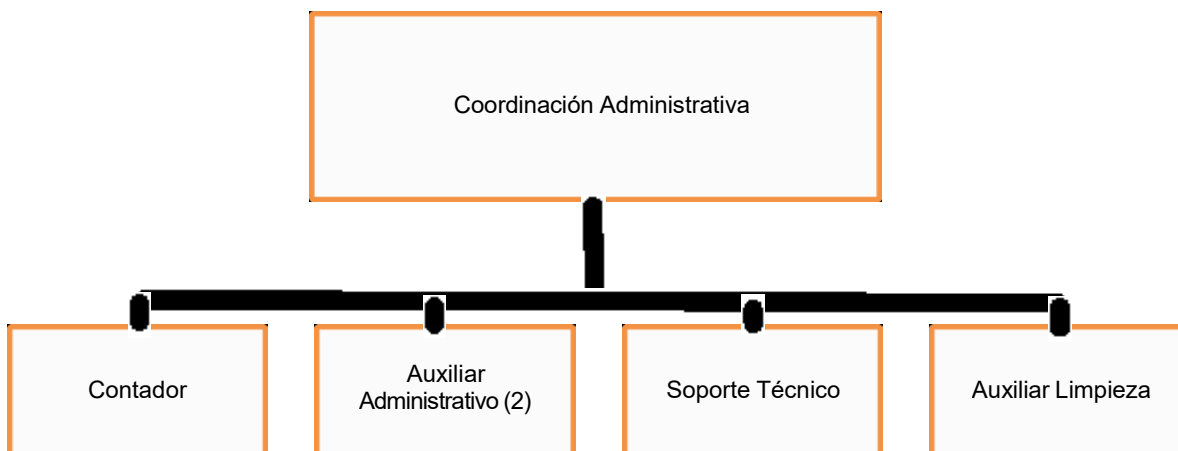 Coordinación Administrativa
Contador
Auxiliar
Administrativo (2)
Soporte Técnico
Auxiliar Limpieza